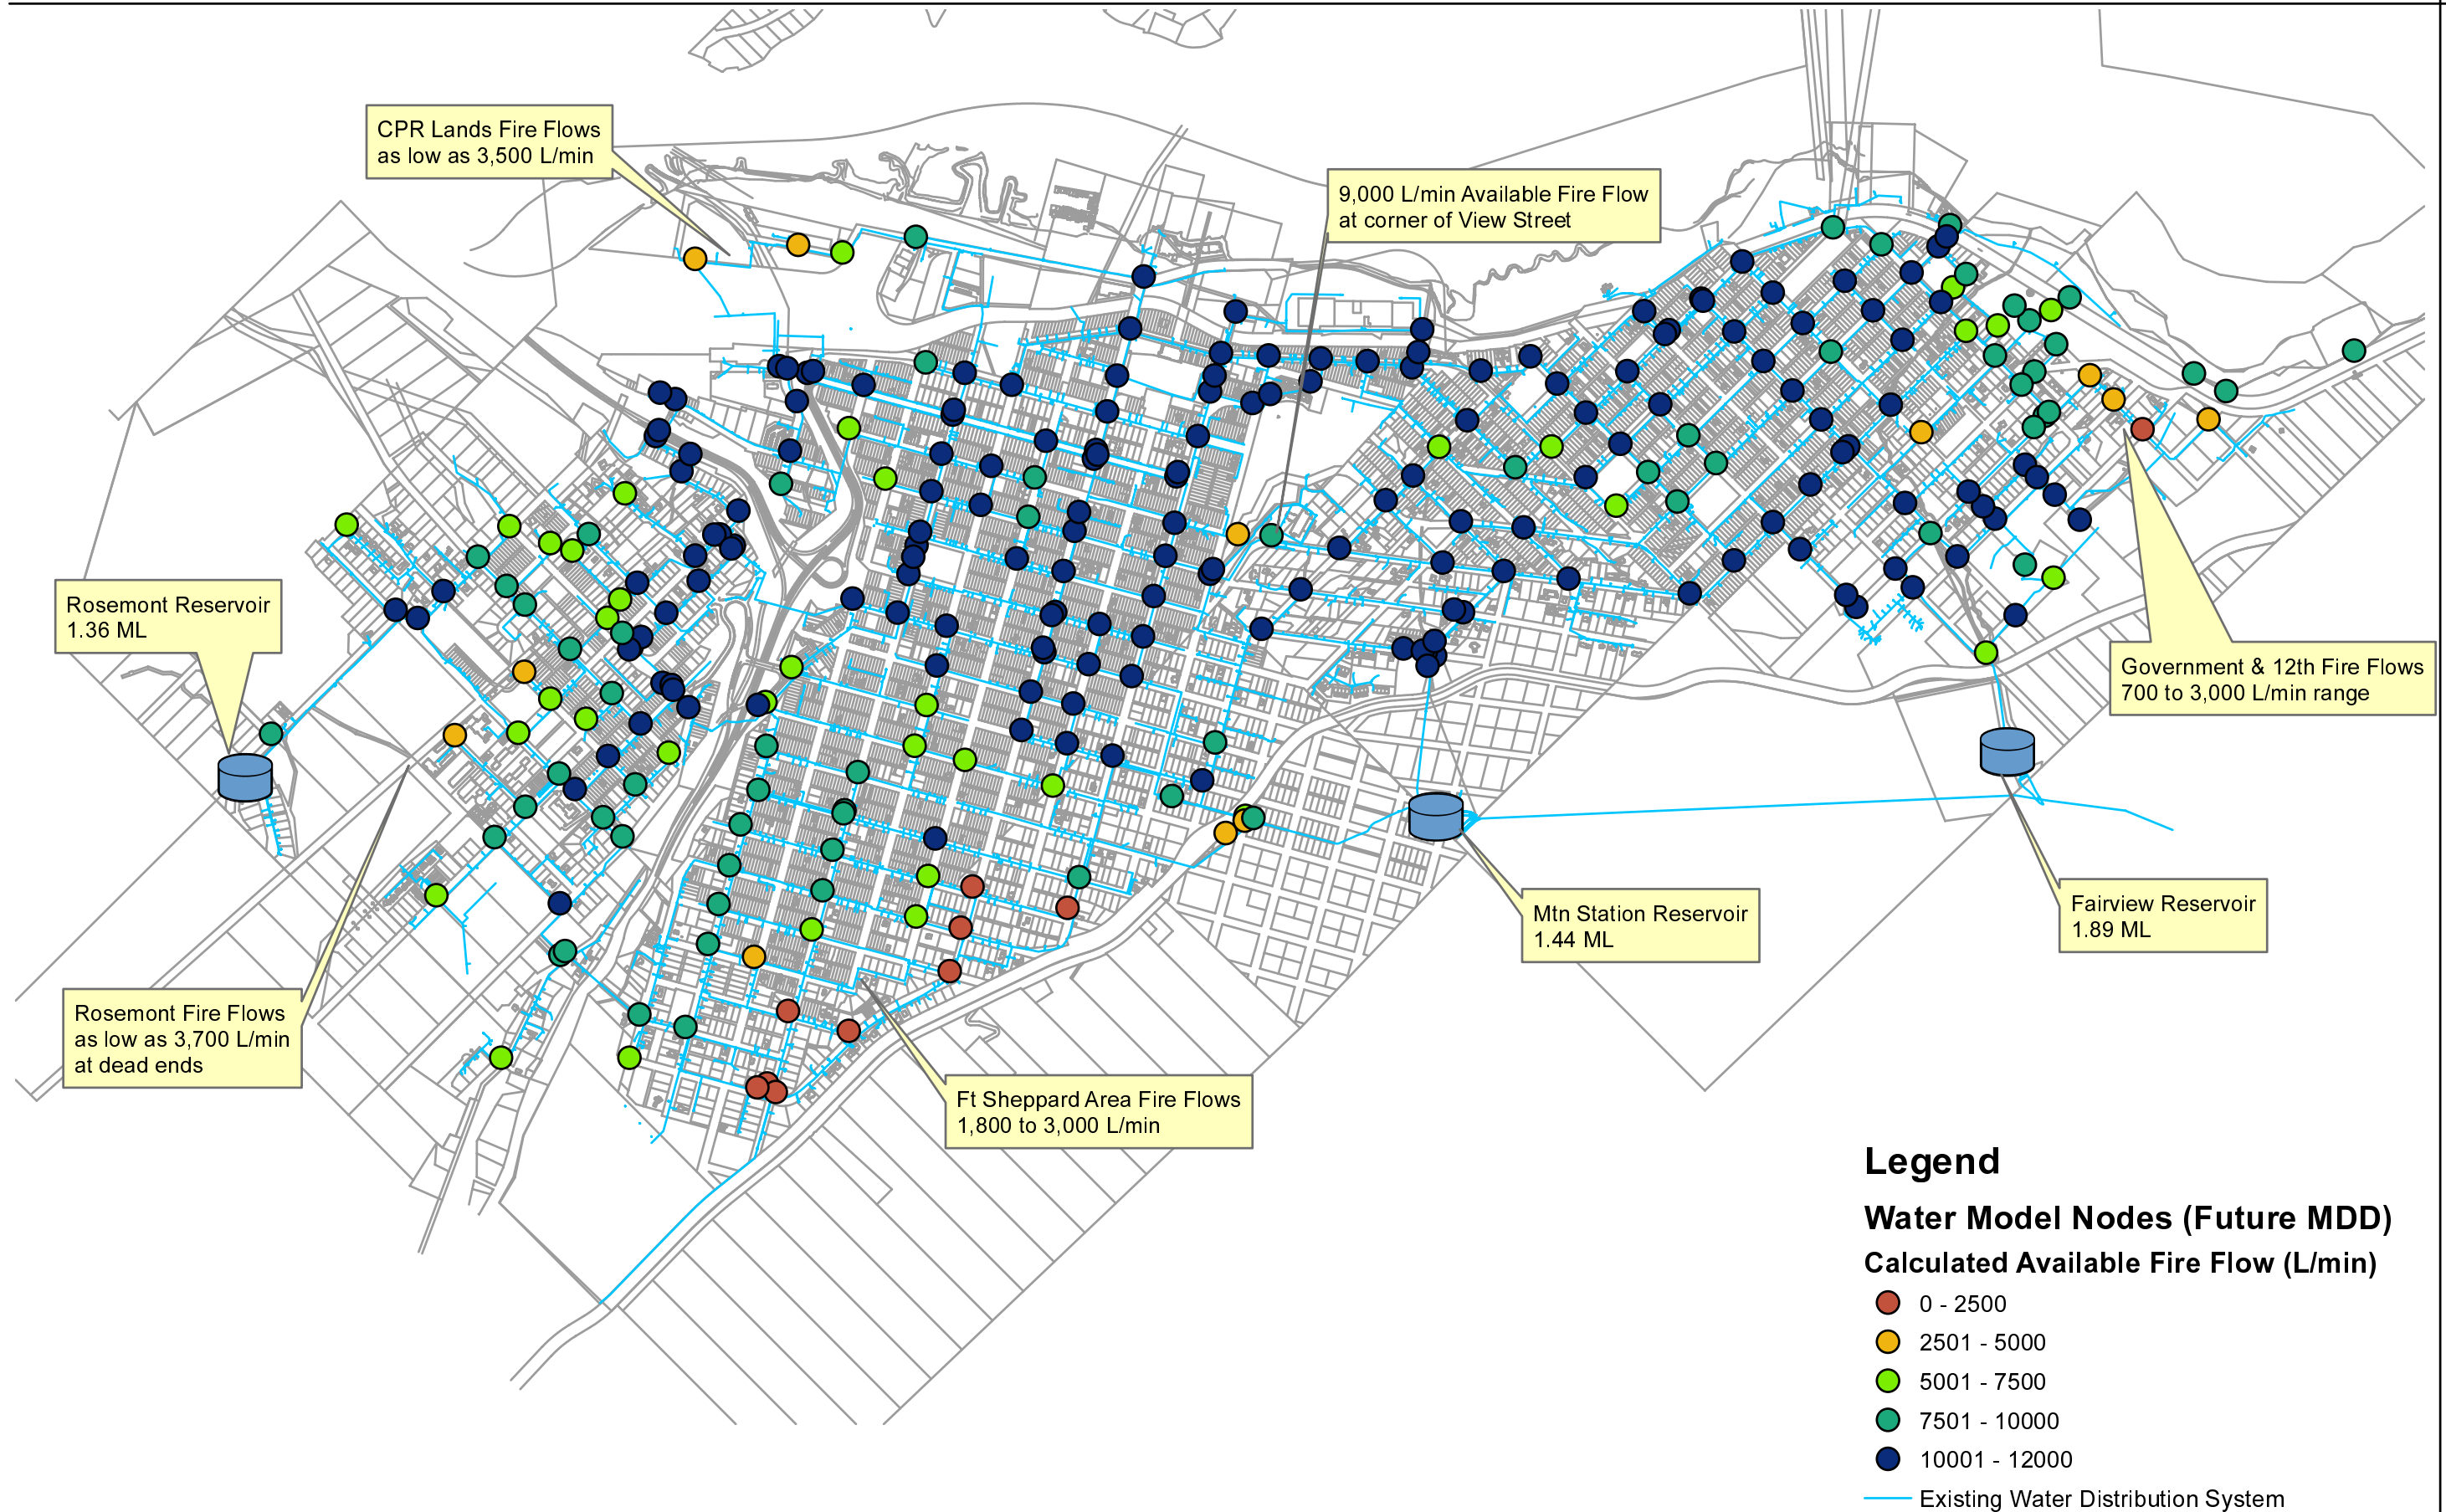 CPR Lands Fire Flows
as low as 3,500 L/min
9,000 L/min Available Fire Flow
at corner of View Street
Rosemont Reservoir
1.36 ML
Government & 12th Fire Flows
700 to 3,000 L/min range
Mtn Station Reservoir
1.44 ML
Fairview Reservoir
1.89 ML
Rosemont Fire Flows
as low as 3,700 L/min
at dead ends
Ft Sheppard Area Fire Flows
1,800 to 3,000 L/min
Legend
Water Model Nodes (Future MDD)
Calculated Available Fire Flow (L/min)
0 - 2500
2501 - 5000
5001 - 7500
7501 - 10000
10001 - 12000
Existing Water Distribution System